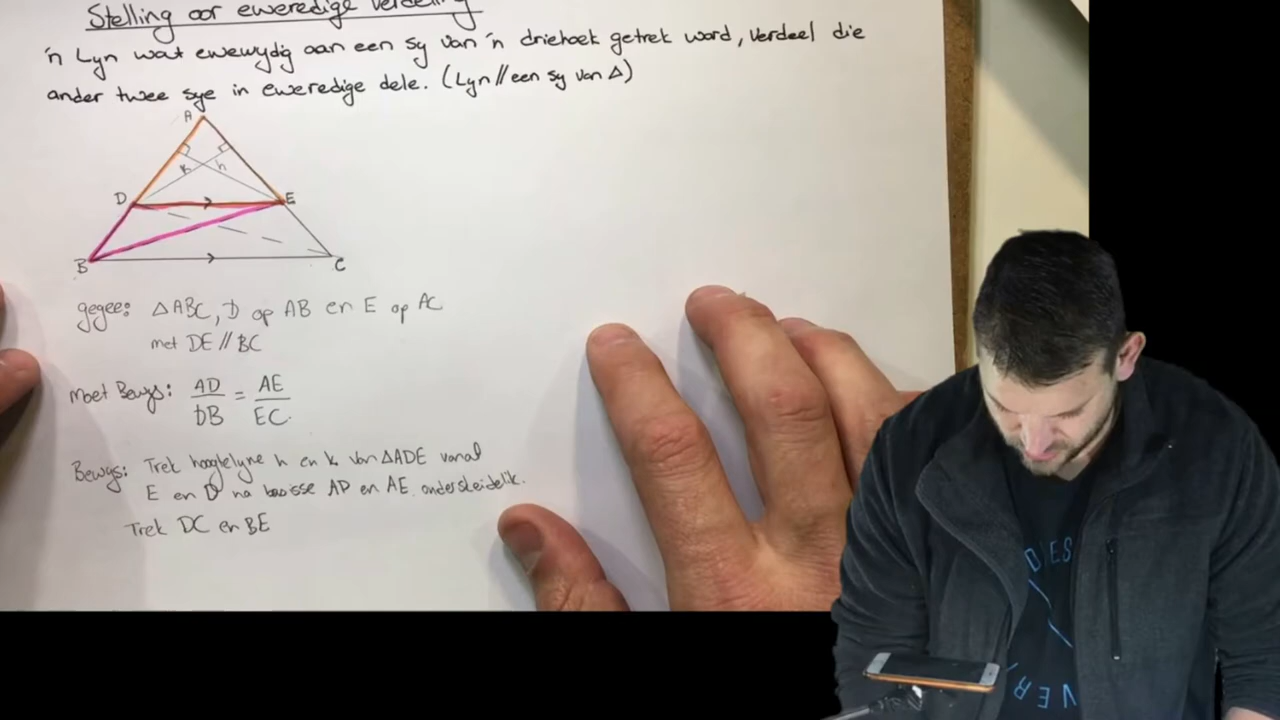 Stelling oor eweredige verdeling
'n Lyn wat ewewydig aan een sy van 'n driehoek getrek word, verdeel die
ander twee sye in eweredige dele. (Lyn // een sy van Δ)
A
k h
D E
B C
gegee: ΔABC, D op AB en E op AC
met DE // BC
Moet Bewys: AD/DB = AE/EC.
Bewys: Trek hoogtelyne h en k van ΔADE vanaf
E en D na basisse AD en AE. onderskeidelik.
Trek DC en BE